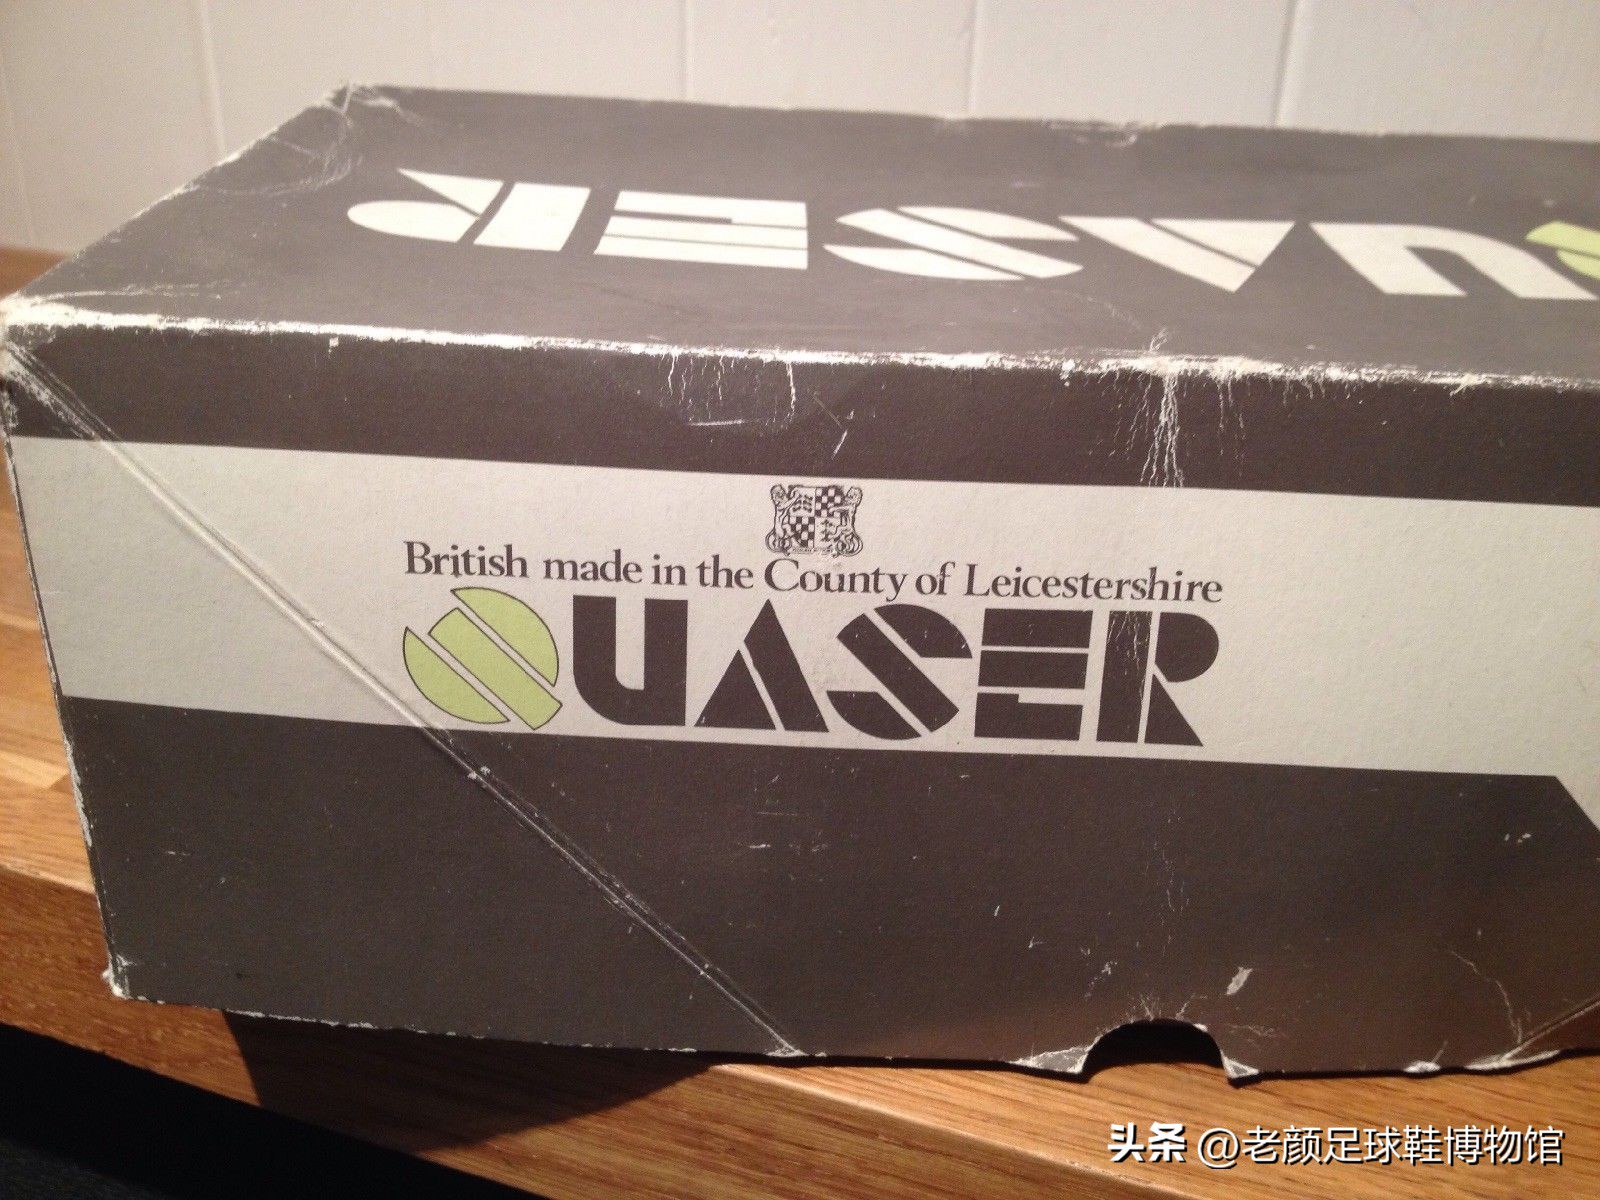 QUASER
British made in the County of Leicestershire
QUASER
头条 @老颜足球鞋博物馆